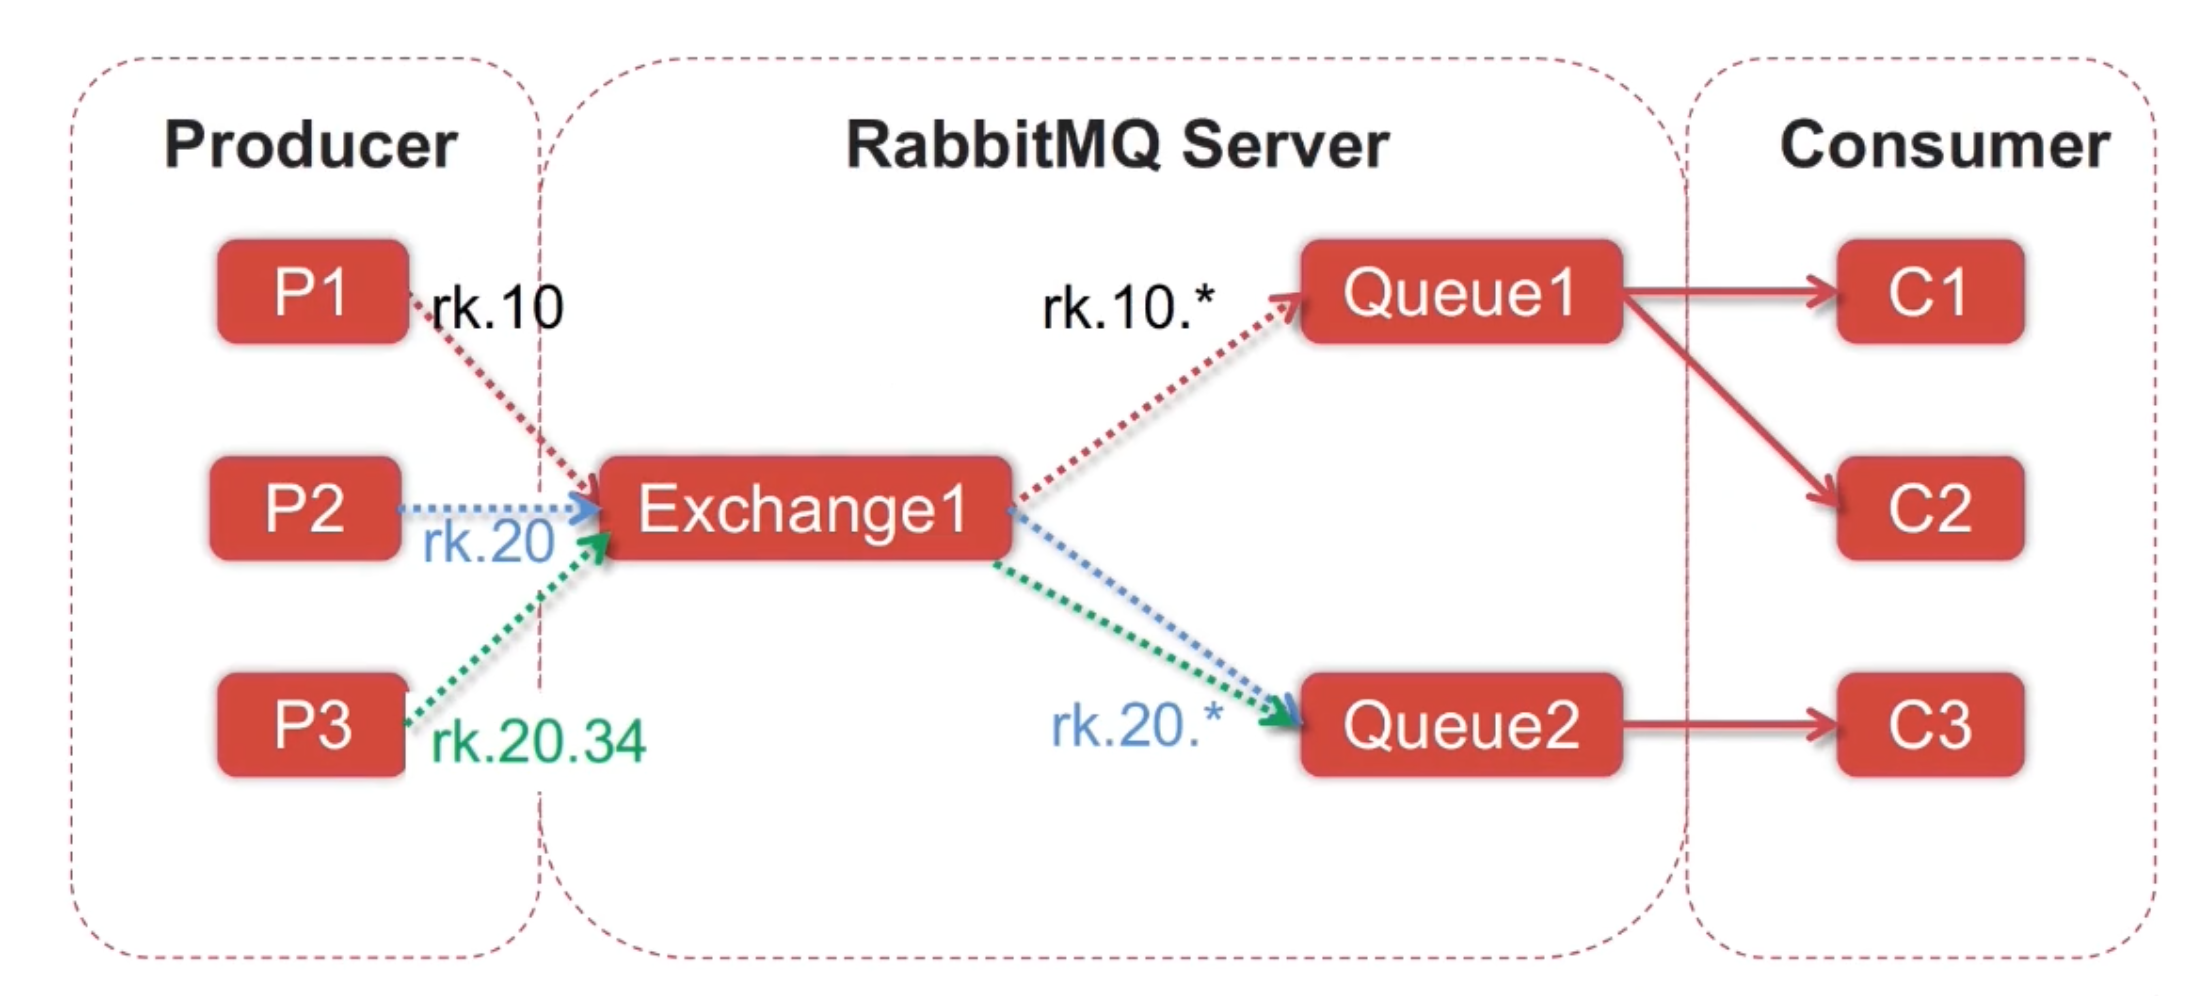 Producer
RabbitMQ Server
Consumer
P1
rk.10
rk.10.*
Queue1
C1
P2
rk.20
Exchange1
C2
P3
rk.20.34
rk.20.*
Queue2
C3